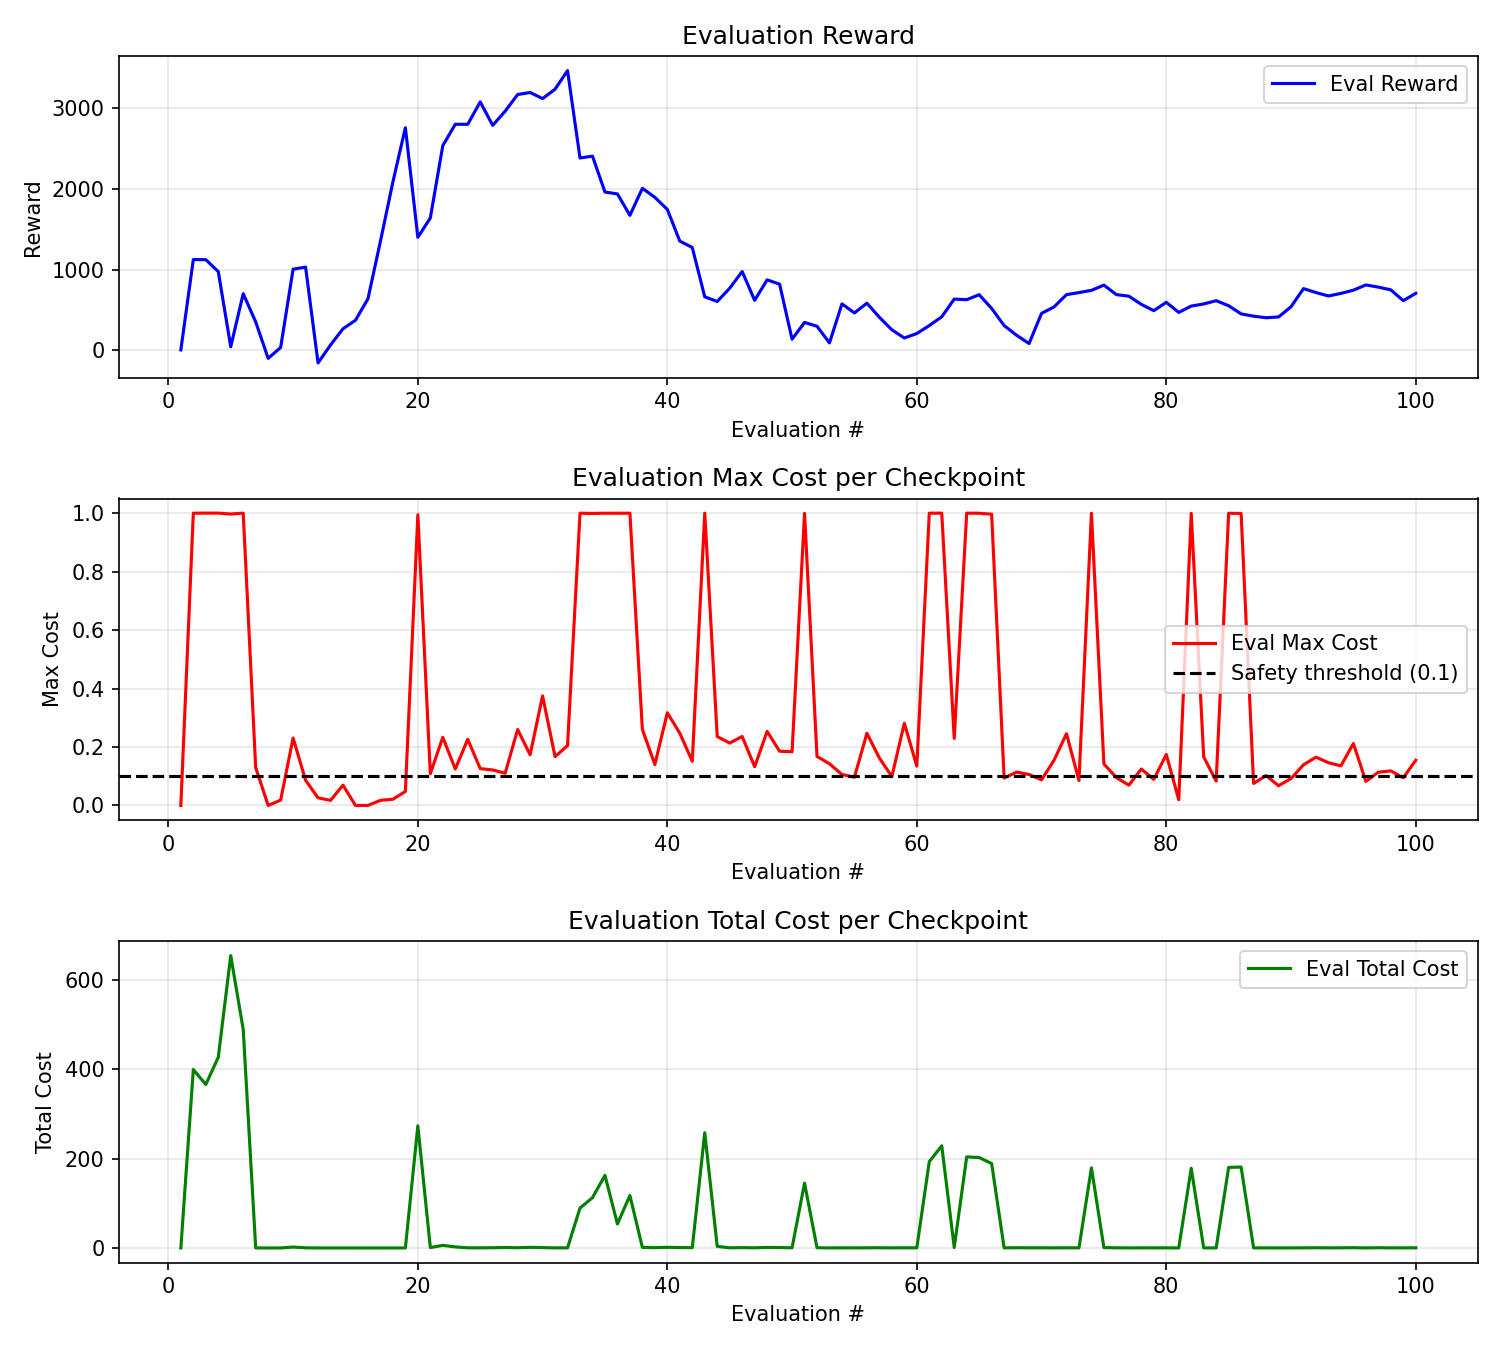 Evaluation Reward
Eval Reward
Reward
3000
2000
1000
0
0 20 40 60 80 100
Evaluation #
Evaluation Max Cost per Checkpoint
Eval Max Cost
Safety threshold (0.1)
Max Cost
1.0
0.8
0.6
0.4
0.2
0.0
0 20 40 60 80 100
Evaluation #
Evaluation Total Cost per Checkpoint
Eval Total Cost
Total Cost
600
400
200
0
0 20 40 60 80 100
Evaluation #